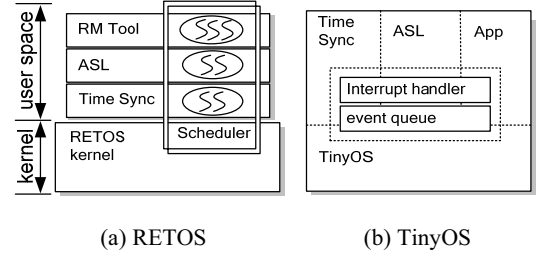 user space
kernel
RM Tool
ASL
Time Sync
RETOS
kernel
Scheduler
(a) RETOS
Time
Sync
ASL
App
Interrupt handler
event queue
TinyOS
(b) TinyOS